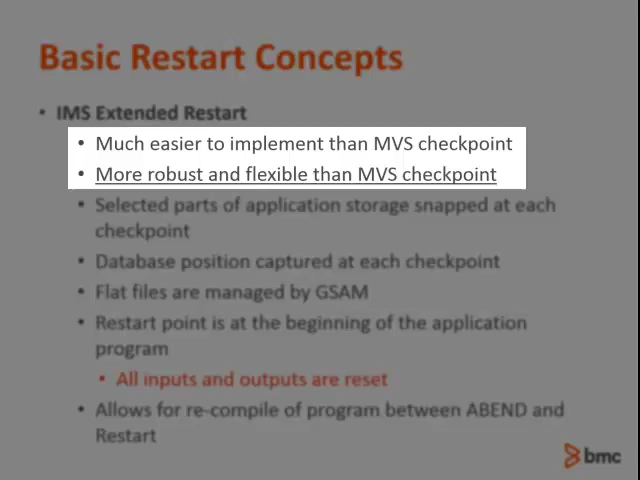 Basic Restart Concepts
• IMS Extended Restart
• Much easier to implement than MVS checkpoint
• More robust and flexible than MVS checkpoint
• Selected parts of application storage snapped at each
checkpoint
• Database position captured at each checkpoint
• Flat files are managed by GSAM
• Restart point is at the beginning of the application
program
• All inputs and outputs are reset
• Allows for re-compile of program between ABEND and
Restart
bmc